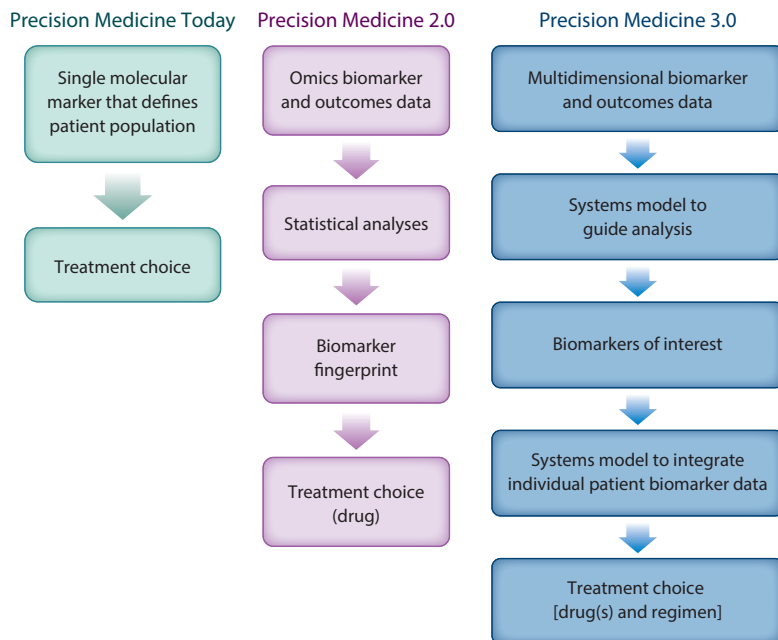 Precision Medicine Today
Single molecular
marker that defines
patient population
Treatment choice
Precision Medicine 2.0
Omics biomarker
and outcomes data
Statistical analyses
Biomarker
fingerprint
Treatment choice
(drug)
Precision Medicine 3.0
Multidimensional biomarker
and outcomes data
Systems model to
guide analysis
Biomarkers of interest
Systems model to integrate
individual patient biomarker data
Treatment choice
[drug(s) and regimen]